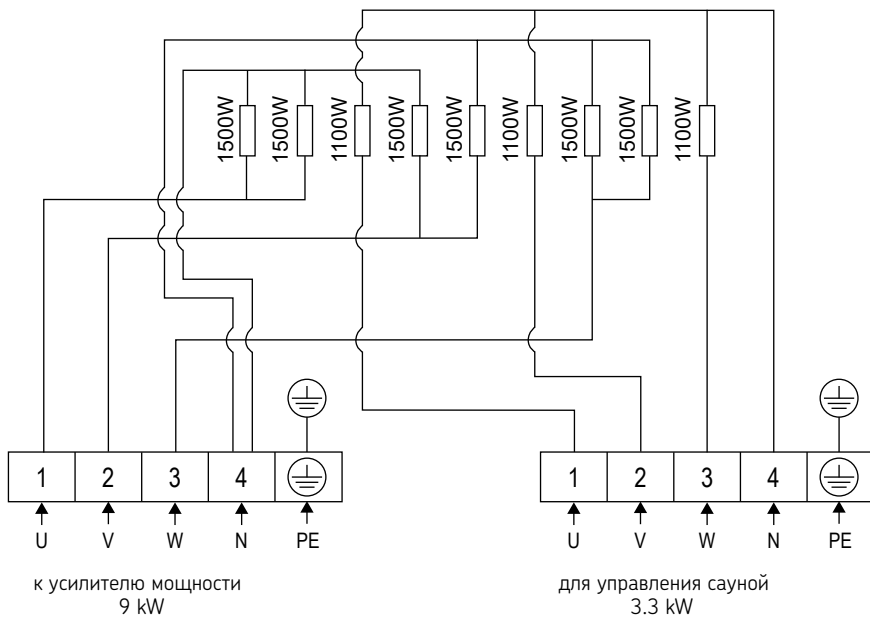 1500W 1500W 1100W 1500W 1500W 1100W 1500W 1500W 1100W
1 2 3 4
U V W N PE
к усилителю мощности
9 kW
1 2 3 4
U V W N PE
для управления сауной
3.3 kW